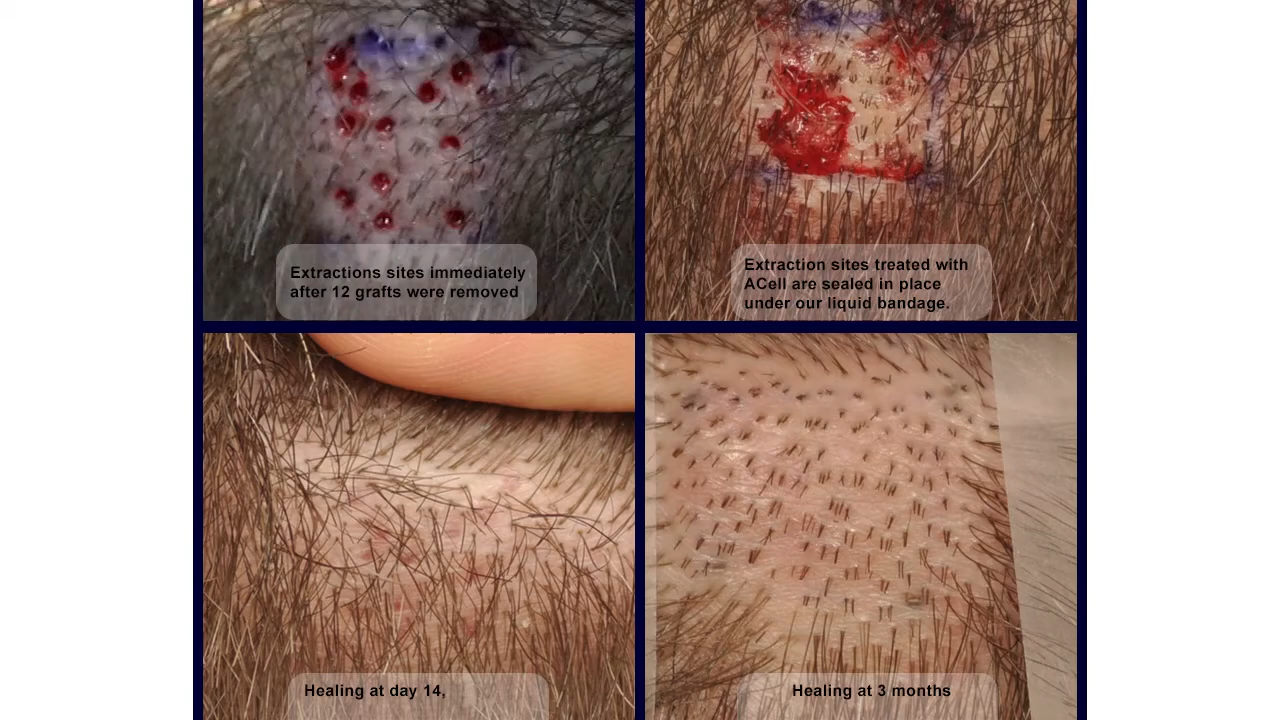 Extractions sites immediately
after 12 grafts were removed
Extraction sites treated with
ACell are sealed in place
under our liquid bandage.
Healing at day 14,
Healing at 3 months